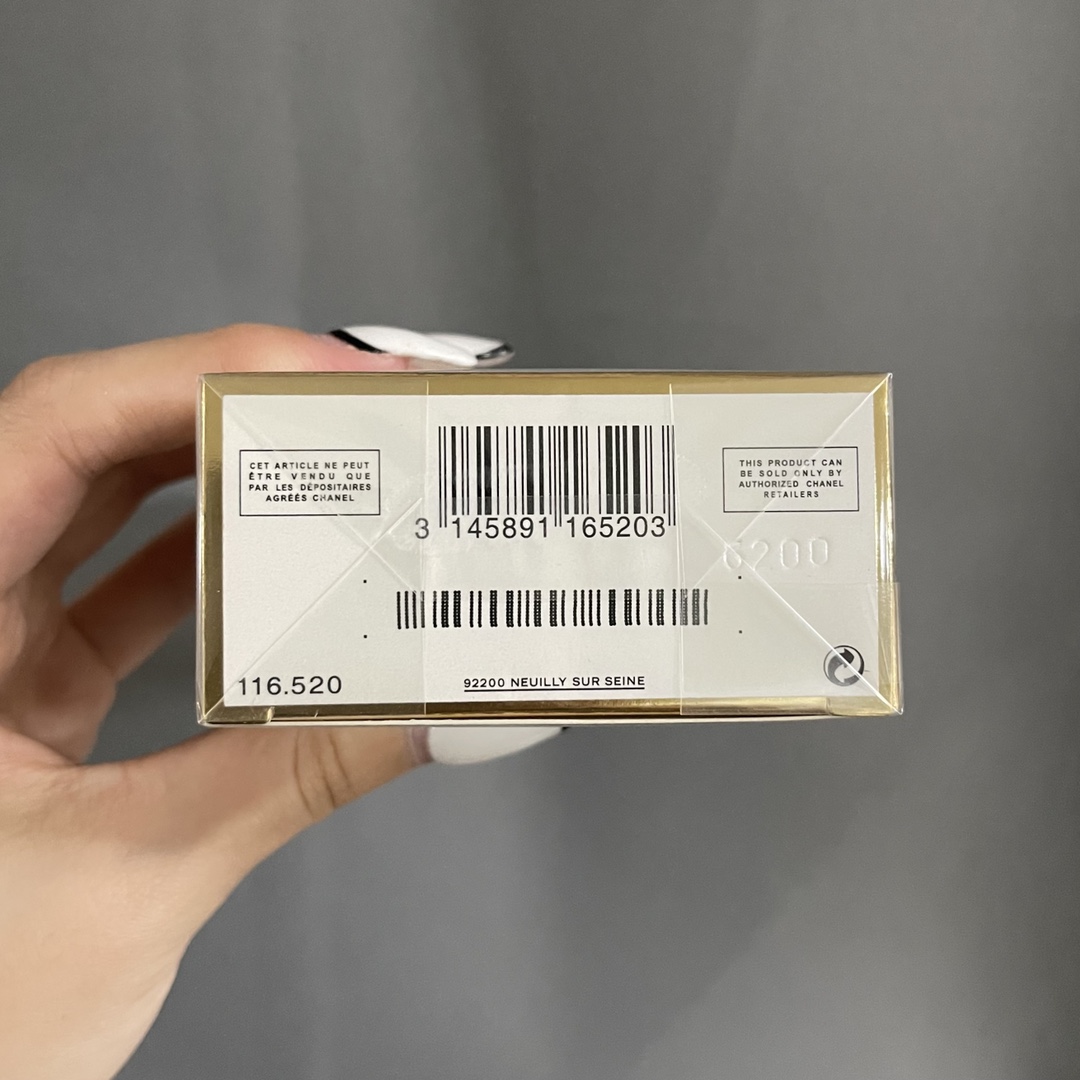 CET ARTICLE NE PEUT
ÊTRE VENDU QUE
PAR LES DÉPOSITAIRES
AGRÉÉS CHANEL
THIS PRODUCT CAN
BE SOLD ONLY BY
AUTHORIZED CHANEL
RETAILERS
3 145891 165203
6200
116.520
92200 NEUILLY SUR SEINE